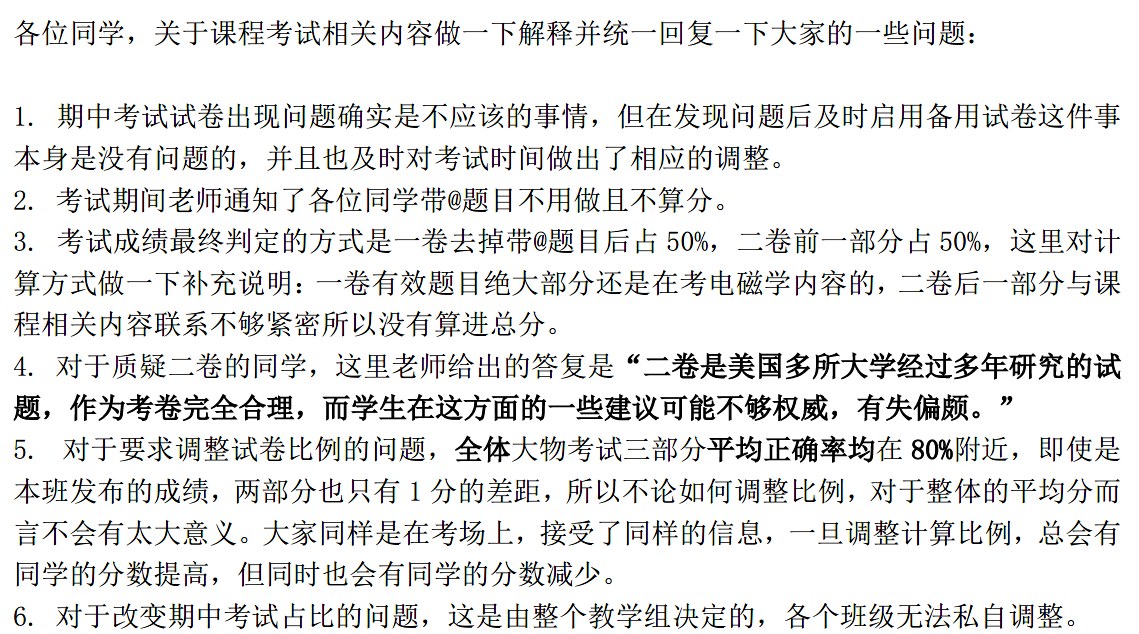 各位同学，关于课程考试相关内容做一下解释并统一回复一下大家的一些问题：
1. 期中考试试卷出现问题确实是不应该的事情，但在发现问题后及时启用备用试卷这件事
本身是没有问题的，并且也及时对考试时间做出了相应的调整。
2. 考试期间老师通知了各位同学带@题目不用做且不算分。
3. 考试成绩最终判定的方式是一卷去掉带@题目后占 50%，二卷前一部分占 50%，这里对计
算方式做一下补充说明：一卷有效题目绝大部分还是在考电磁学内容的，二卷后一部分与课
程相关内容联系不够紧密所以没有算进总分。
4. 对于质疑二卷的同学，这里老师给出的答复是“二卷是美国多所大学经过多年研究的试
题，作为考卷完全合理，而学生在这方面的一些建议可能不够权威，有失偏颇。”
5. 对于要求调整试卷比例的问题，全体大物考试三部分平均正确率均在 80%附近，即使是
本班发布的成绩，两部分也只有 1 分的差距，所以不论如何调整比例，对于整体的平均分而
言不会有太大意义。大家同样是在考场上，接受了同样的信息，一旦调整计算比例，总会有
同学的分数提高，但同时也会有同学的分数减少。
6. 对于改变期中考试占比的问题，这是由整个教学组决定的，各个班级无法私自调整。